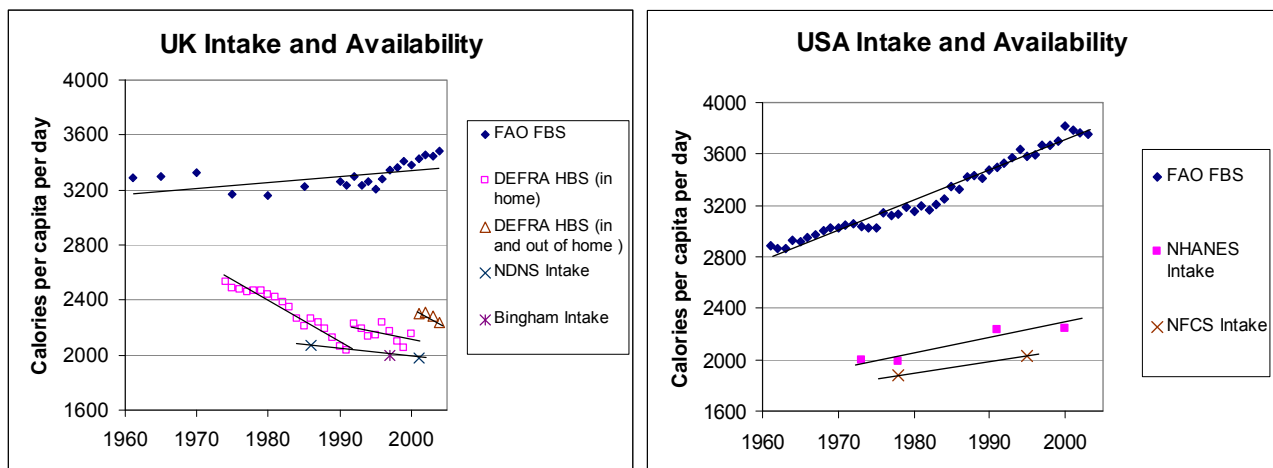 UK Intake and Availability
Calories per capita per day
4000
3600
3200
2800
2400
2000
1600
1960 1970 1980 1990 2000
FAO FBS
DEFRA HBS (in
home)
DEFRA HBS (in
and out of home )
NDNS Intake
Bingham Intake
USA Intake and Availability
Calories per capita per day
4000
3600
3200
2800
2400
2000
1600
1960 1970 1980 1990 2000
FAO FBS
NHANES
Intake
NFCS Intake